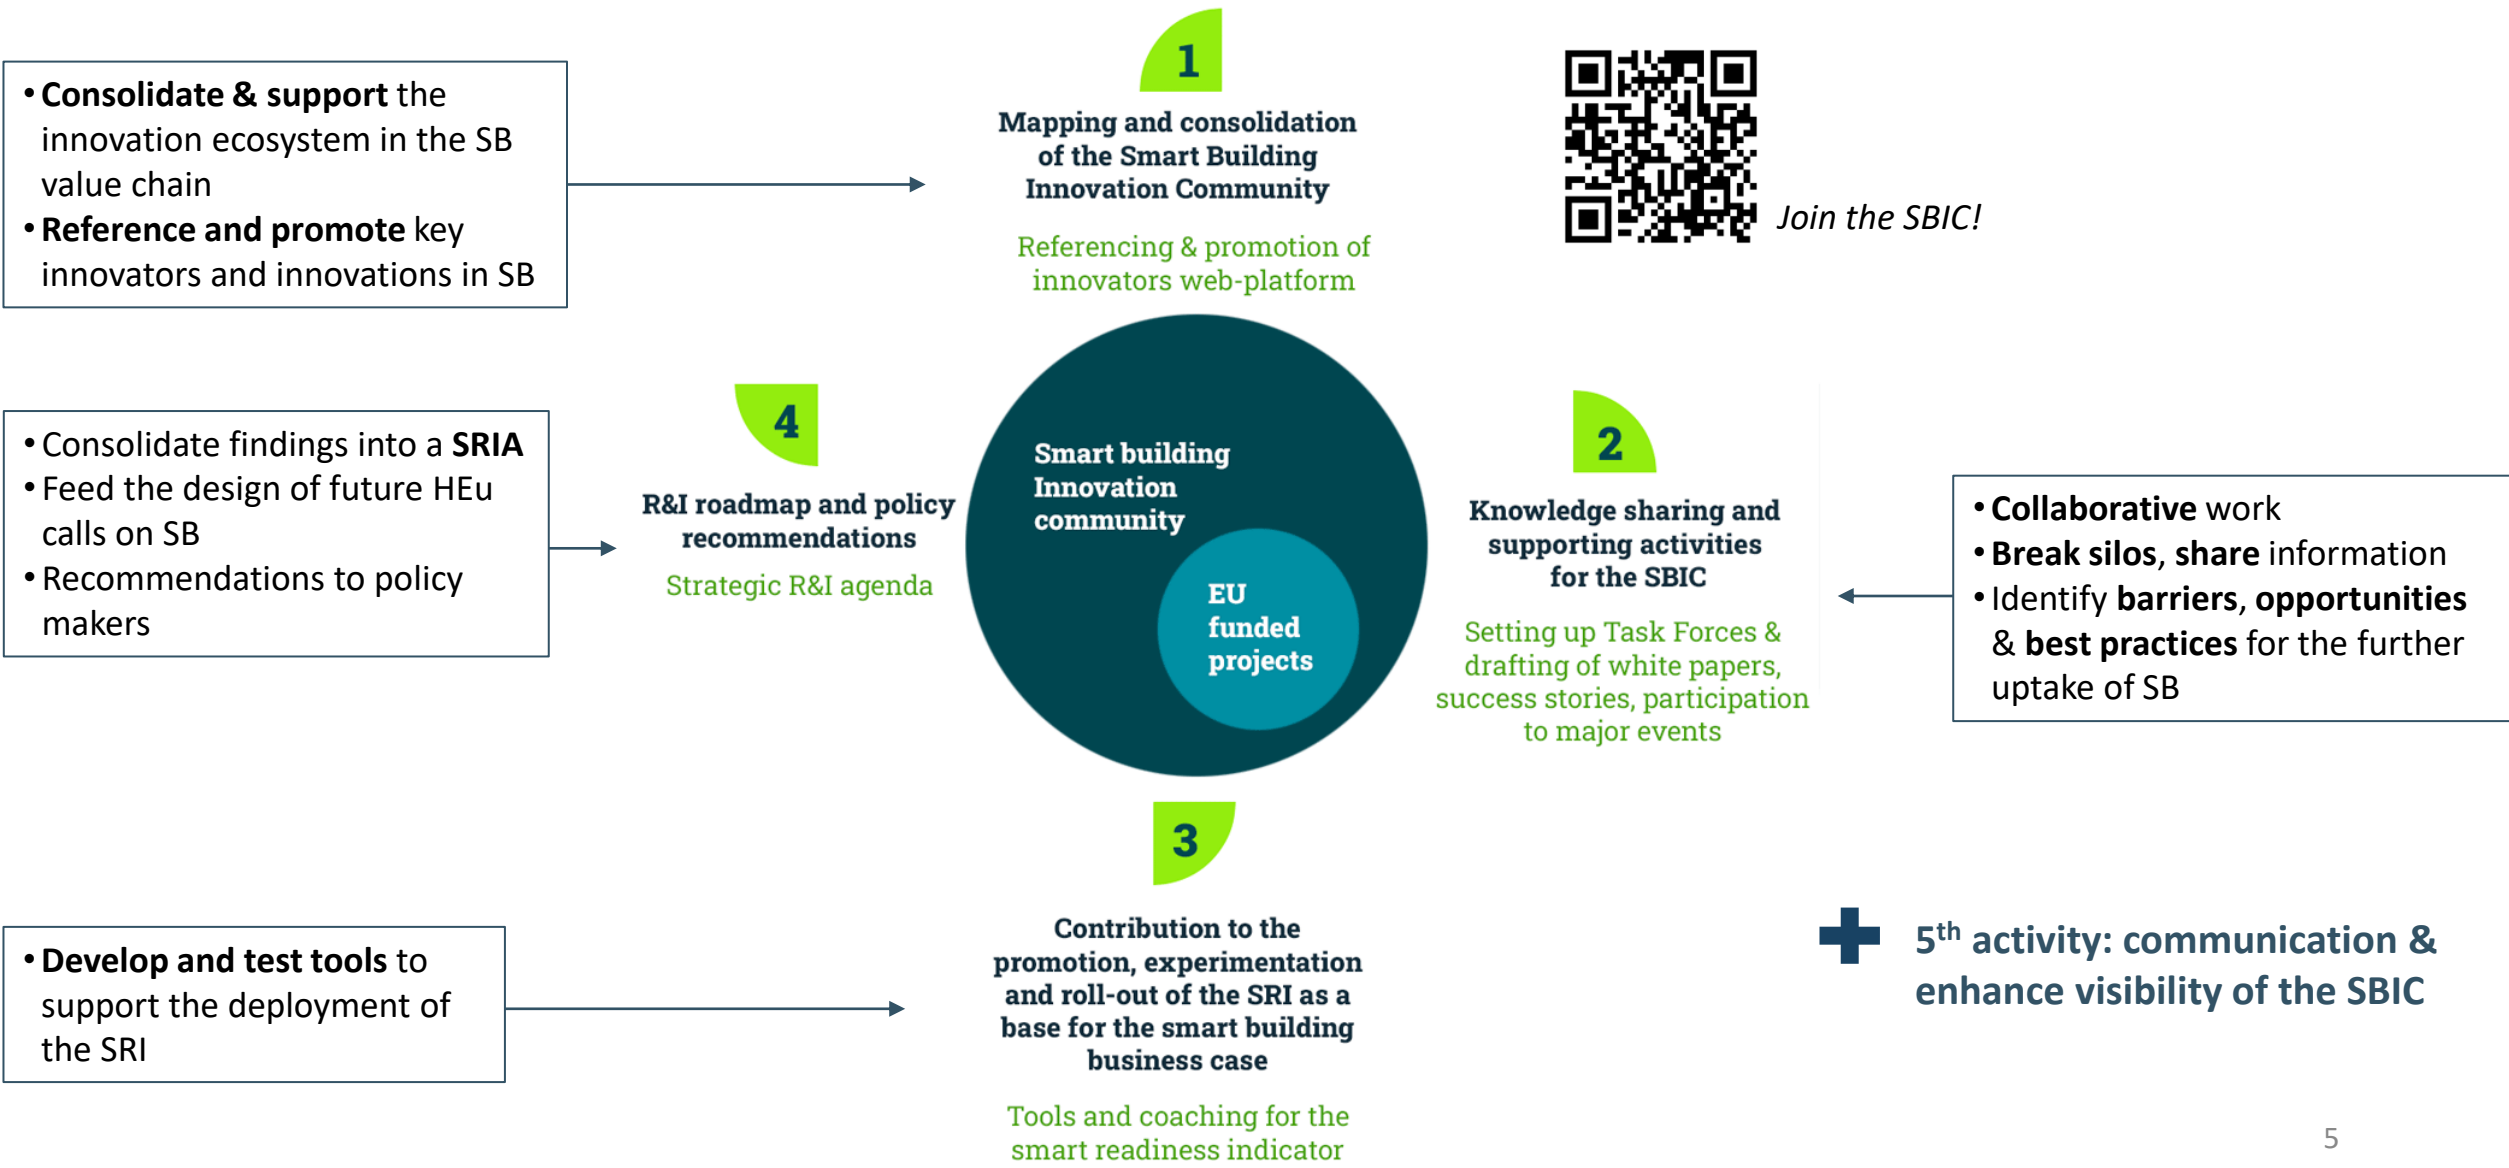 • Consolidate & support the
innovation ecosystem in the SB
value chain
• Reference and promote key
innovators and innovations in SB
1
Mapping and consolidation
of the Smart Building
Innovation Community
Referencing & promotion of
innovators web-platform
Join the SBIC!
• Consolidate findings into a SRIA
• Feed the design of future HEu
calls on SB
• Recommendations to policy
makers
4
R&I roadmap and policy
recommendations
Strategic R&I agenda
Smart building
Innovation
community
EU
funded
projects
2
Knowledge sharing and
supporting activities
for the SBIC
Setting up Task Forces &
drafting of white papers,
success stories, participation
to major events
• Collaborative work
• Break silos, share information
• Identify barriers, opportunities
& best practices for the further
uptake of SB
• Develop and test tools to
support the deployment of
the SRI
3
Contribution to the
promotion, experimentation
and roll-out of the SRI as a
base for the smart building
business case
Tools and coaching for the
smart readiness indicator
5th activity: communication &
enhance visibility of the SBIC
5